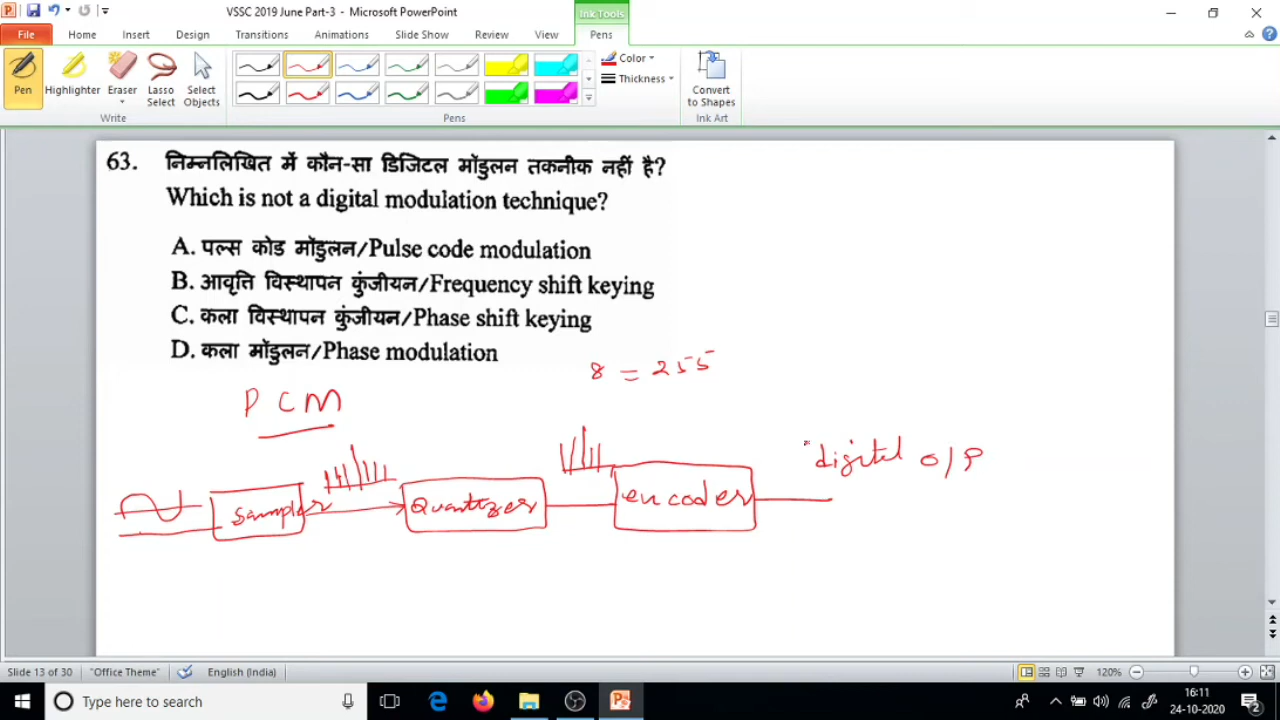 VSSC 2019 June Part-3 - Microsoft PowerPoint
Ink Tools
File Home Insert Design Transitions Animations Slide Show Review View Pens
Pen Highlighter Eraser Lasso Select Select Objects
Color
Thickness
Convert to Shapes
Write Pens Ink Art
63. निम्नलिखित में कौन-सा डिजिटल मॉडुलन तकनीक नहीं है?
Which is not a digital modulation technique?
A. पल्स कोड मॉडुलन/Pulse code modulation
B. आवृत्ति विस्थापन कुंजीयन/Frequency shift keying
C. कला विस्थापन कुंजीयन/Phase shift keying
D. कला मॉडुलन/Phase modulation
8 = 255
PCM
digital o/p
Sampler Quantizer encoder
Slide 13 of 30 "Office Theme" English (India) 120%
Type here to search
16:11
24-10-2020
2